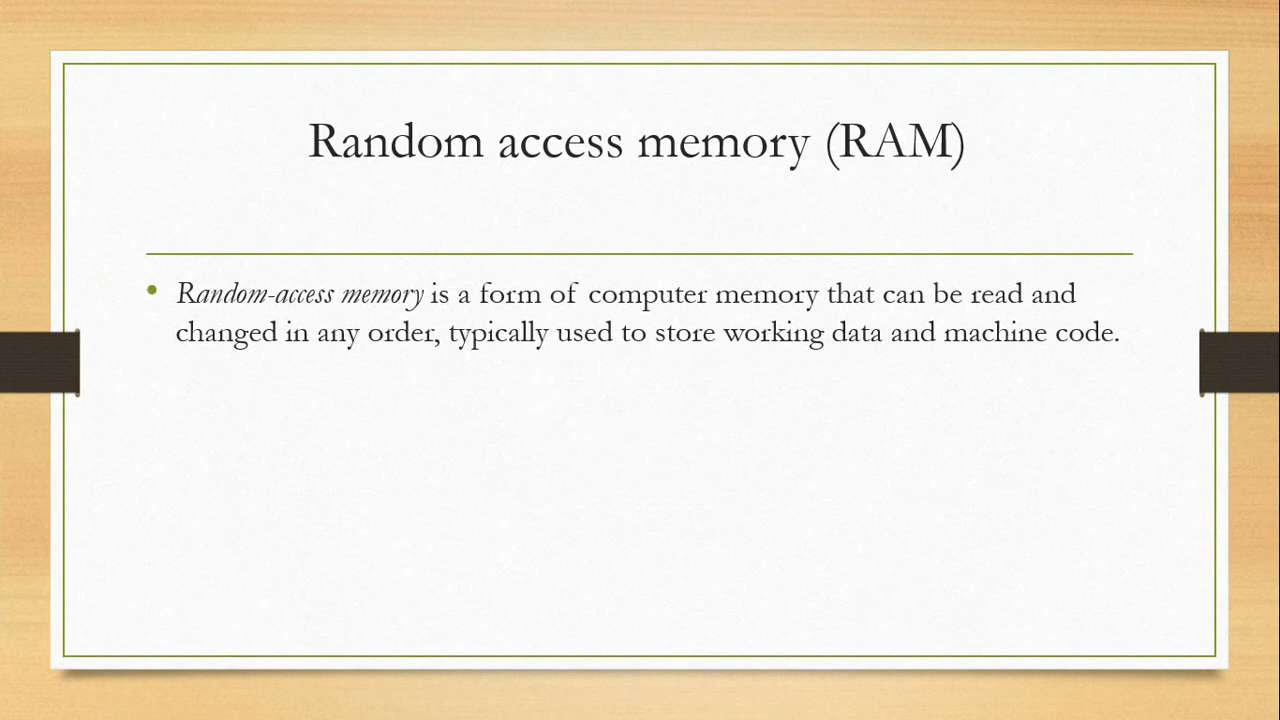 Random access memory (RAM)
• Random-access memory is a form of computer memory that can be read and
changed in any order, typically used to store working data and machine code.